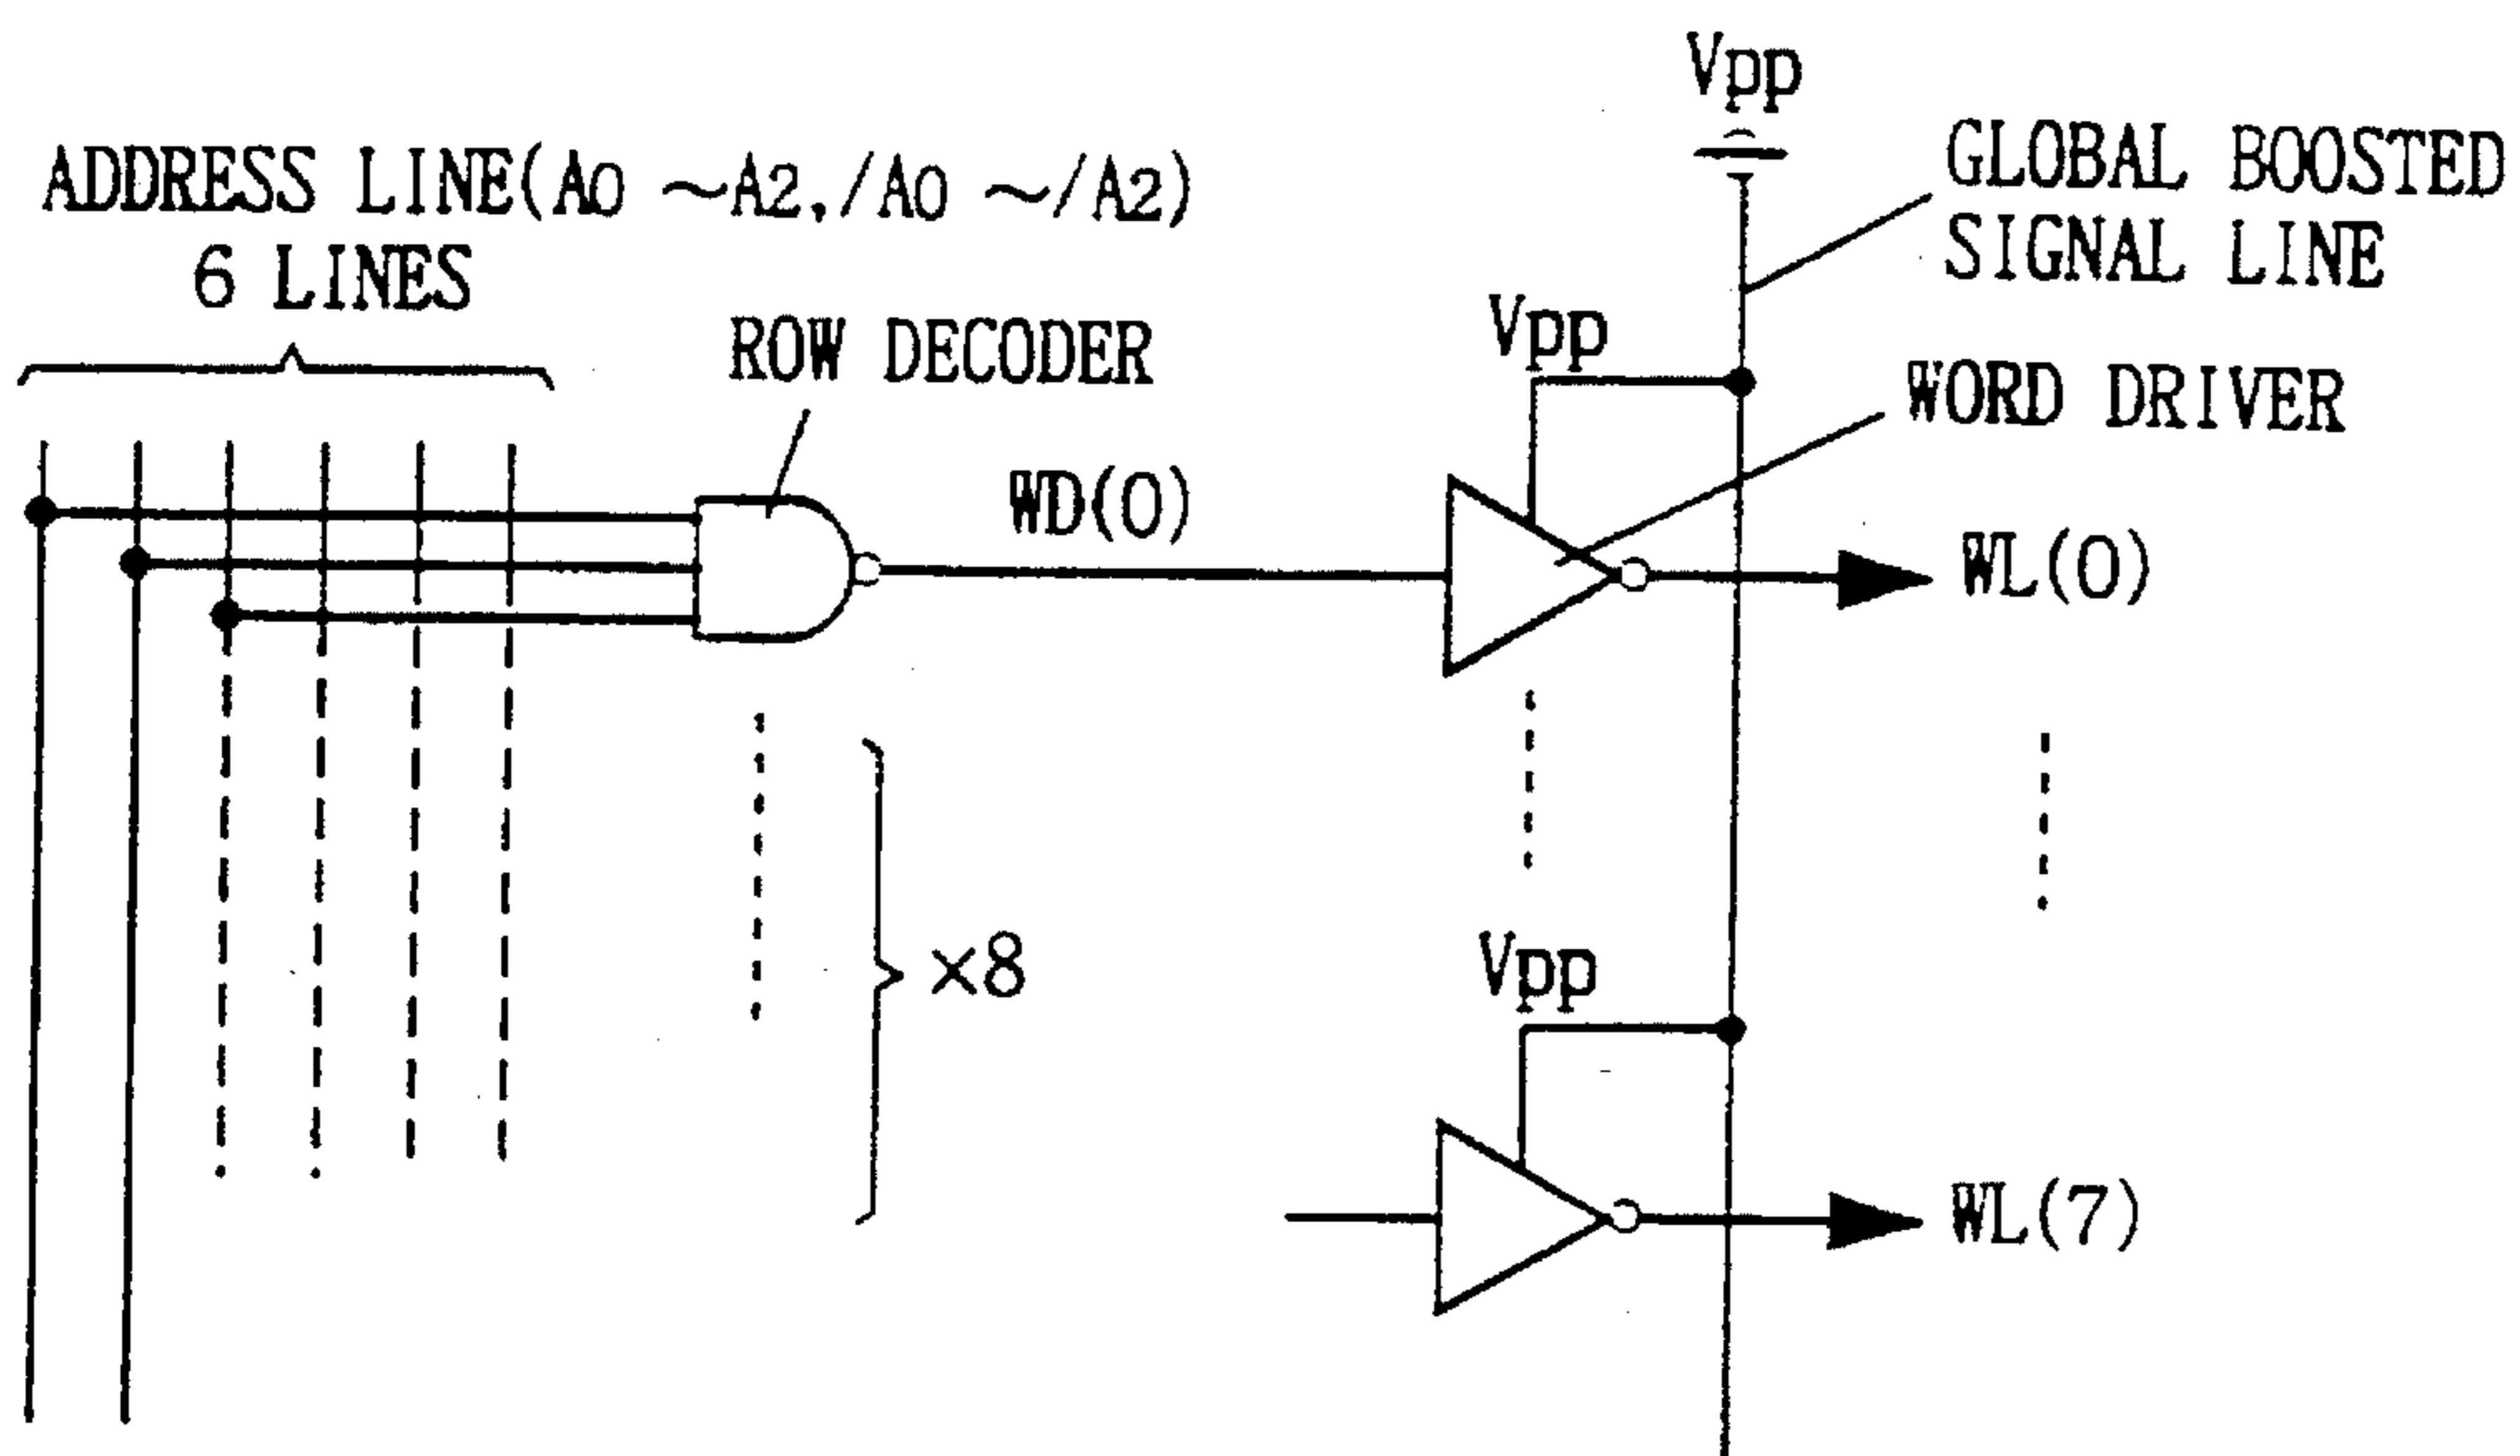 Vpp
GLOBAL BOOSTED
SIGNAL LINE
ADDRESS LINE(A0 ~A2,/A0 ~/A2)
6 LINES
ROW DECODER
Vpp
WORD DRIVER
WD(0)
WL(0)
×8
Vpp
WL(7)